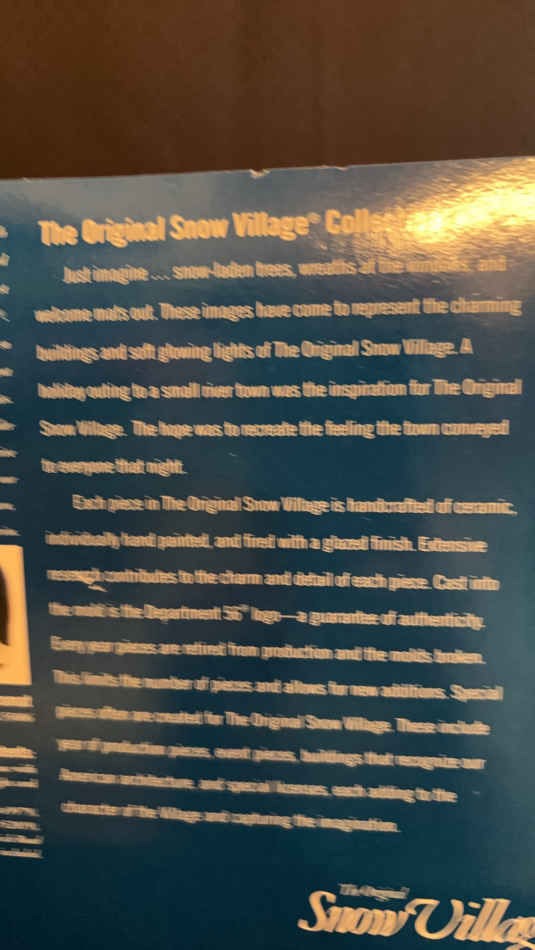 The Original Snow Village®
Just imagine ... snow-laden trees, wreaths at the windows, and
welcome mats out. These images have come to represent the charming
buildings and soft glowing lights of The Original Snow Village. A
holiday outing to a small river town was the inspiration for The Original
Snow Village. The hope was to recreate the feeling the town conveyed
to everyone that night.
Each piece in The Original Snow Village is handcrafted of ceramic,
individually hand painted, and fired with a glazed finish. Extensive
research contributes to the charm and detail of each piece. Cast into
the mold is the Department 56® logo—a guarantee of authenticity.
Every year pieces are retired from production and the molds broken.
This limits the number of pieces and allows for new additions. Special
pieces often are created for The Original Snow Village. These include
year of production pieces, event pieces, buildings that recognize our
American architecture, and special licenses, each adding to the
character of the Village and capturing the imagination.
The Original
Snow Villag